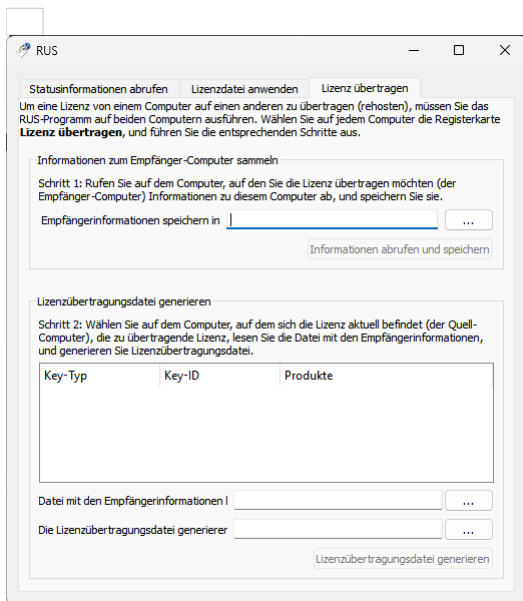 RUS
Statusinformationen abrufen Lizenzdatei anwenden Lizenz übertragen
Um eine Lizenz von einem Computer auf einen anderen zu übertragen (rehosten), müssen Sie das
RUS-Programm auf beiden Computern ausführen. Wählen Sie auf jedem Computer die Registerkarte
Lizenz übertragen, und führen Sie die entsprechenden Schritte aus.
Informationen zum Empfänger-Computer sammeln
Schritt 1: Rufen Sie auf dem Computer, auf den Sie die Lizenz übertragen möchten (der
Empfänger-Computer) Informationen zu diesem Computer ab, und speichern Sie sie.
Empfängerinformationen speichern in ...
Informationen abrufen und speichern
Lizenzübertragungsdatei generieren
Schritt 2: Wählen Sie auf dem Computer, auf dem sich die Lizenz aktuell befindet (der Quell-
Computer), die zu übertragende Lizenz, lesen Sie die Datei mit den Empfängerinformationen,
und generieren Sie Lizenzübertragungsdatei.
Key-Typ Key-ID Produkte
Datei mit den Empfängerinformationen l ...
Die Lizenzübertragungsdatei generierer ...
Lizenzübertragungsdatei generieren